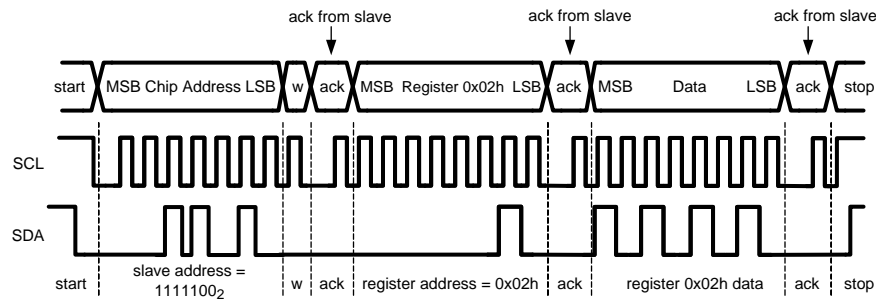 ack from slave ack from slave ack from slave
start MSB Chip Address LSB w ack MSB Register 0x02h LSB ack MSB Data LSB ack stop
SCL
SDA
start slave address = w ack register address = 0x02h ack register 0x02h data ack stop
1111100₂